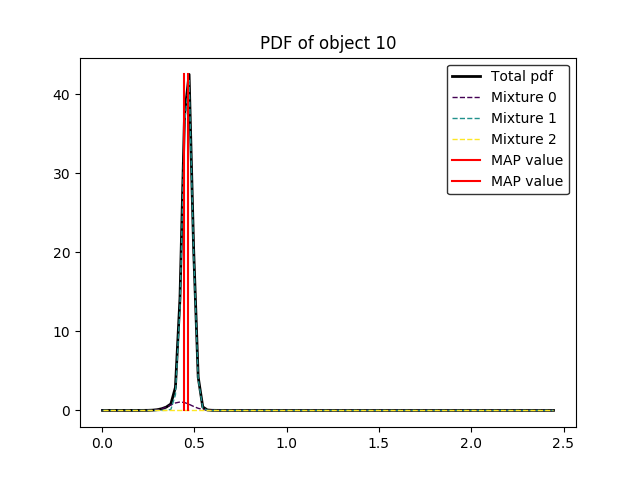 PDF of object 10
Total pdf
Mixture 0
Mixture 1
Mixture 2
MAP value
MAP value
40
30
20
10
0
0.0 0.5 1.0 1.5 2.0 2.5